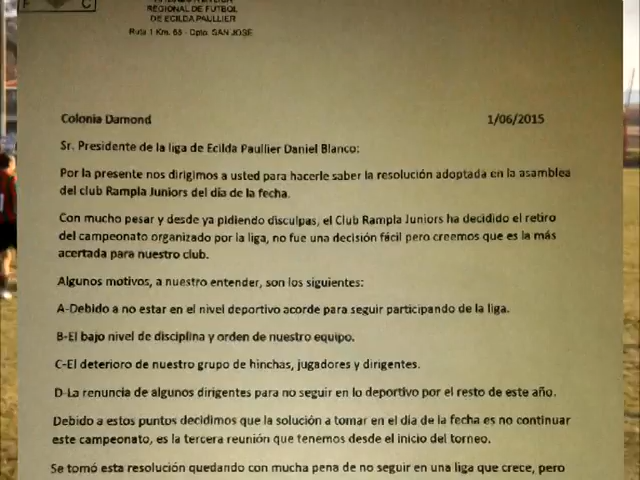 F C
REGIONAL DE FUTBOL
DE ECILDA PAULLIER
Ruta 1 Km. 65 - Dpto. SAN JOSE
Colonia Damond 1/06/2015
Sr. Presidente de la liga de Ecilda Paullier Daniel Blanco:
Por la presente nos dirigimos a usted para hacerle saber la resolución adoptada en la asamblea
del club Rampla Juniors del día de la fecha.
Con mucho pesar y desde ya pidiendo disculpas, el Club Rampla Juniors ha decidido el retiro
del campeonato organizado por la liga, no fue una decisión fácil pero creemos que es la más
acertada para nuestro club.
Algunos motivos, a nuestro entender, son los siguientes:
A-Debido a no estar en el nivel deportivo acorde para seguir participando de la liga.
B-El bajo nivel de disciplina y orden de nuestro equipo.
C-El deterioro de nuestro grupo de hinchas, jugadores y dirigentes.
D-La renuncia de algunos dirigentes para no seguir en lo deportivo por el resto de este año.
Debido a estos puntos decidimos que la solución a tomar en el día de la fecha es no continuar
este campeonato, es la tercera reunión que tenemos desde el inicio del torneo.
Se tomó esta resolución quedando con mucha pena de no seguir en una liga que crece, pero